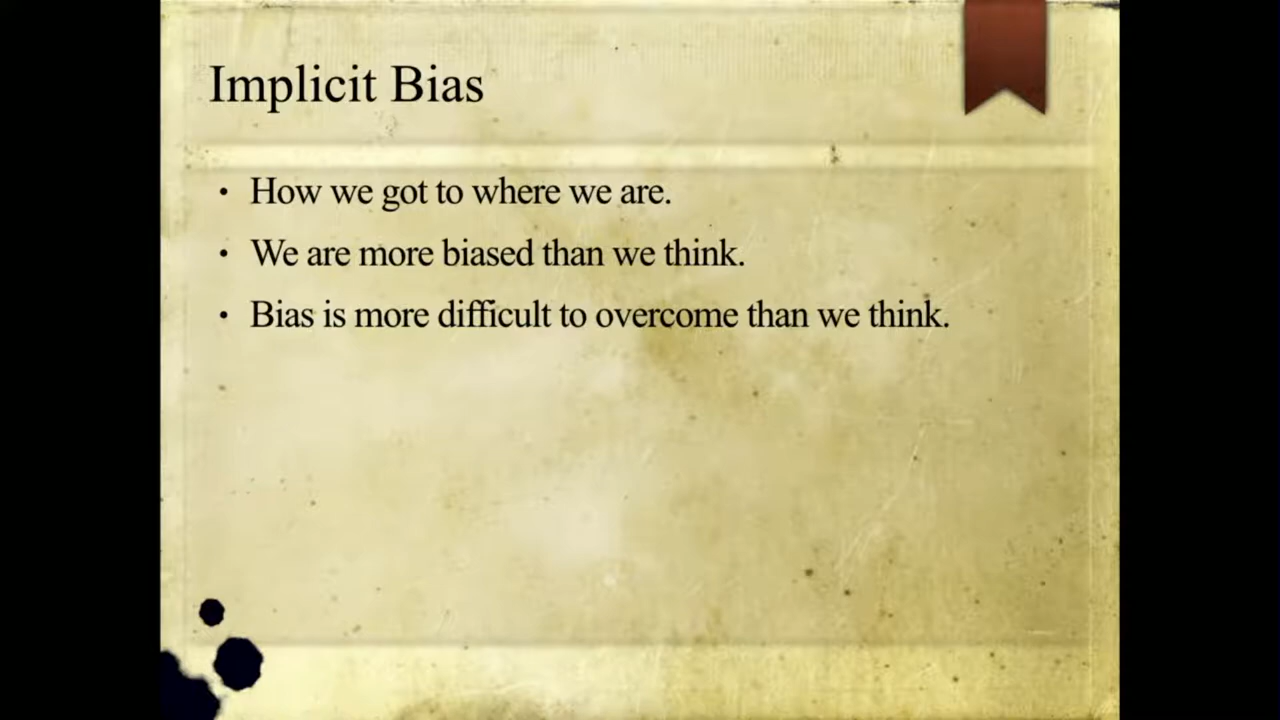 Implicit Bias
• How we got to where we are.
• We are more biased than we think.
• Bias is more difficult to overcome than we think.